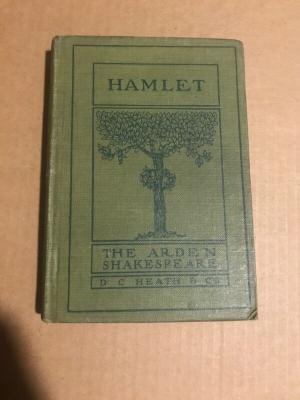 HAMLET
THE ARDEN
SHAKESPEARE
D C HEATH & CO